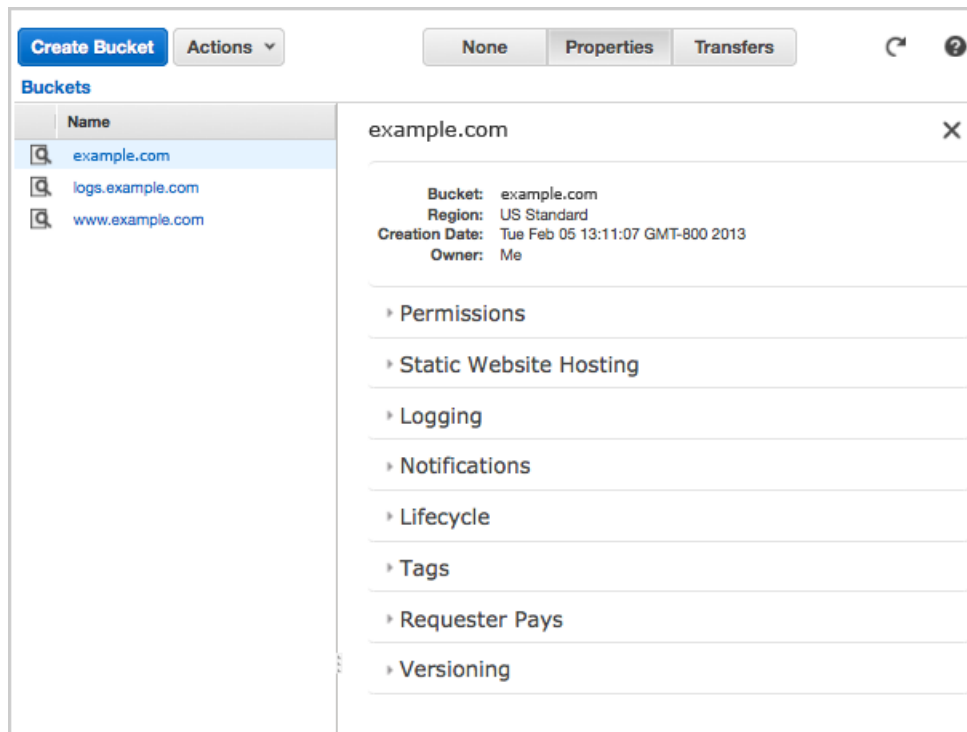 Create Bucket Actions None Properties Transfers
Buckets
Name
example.com
logs.example.com
www.example.com
example.com
Bucket: example.com
Region: US Standard
Creation Date: Tue Feb 05 13:11:07 GMT-800 2013
Owner: Me
Permissions
Static Website Hosting
Logging
Notifications
Lifecycle
Tags
Requester Pays
Versioning